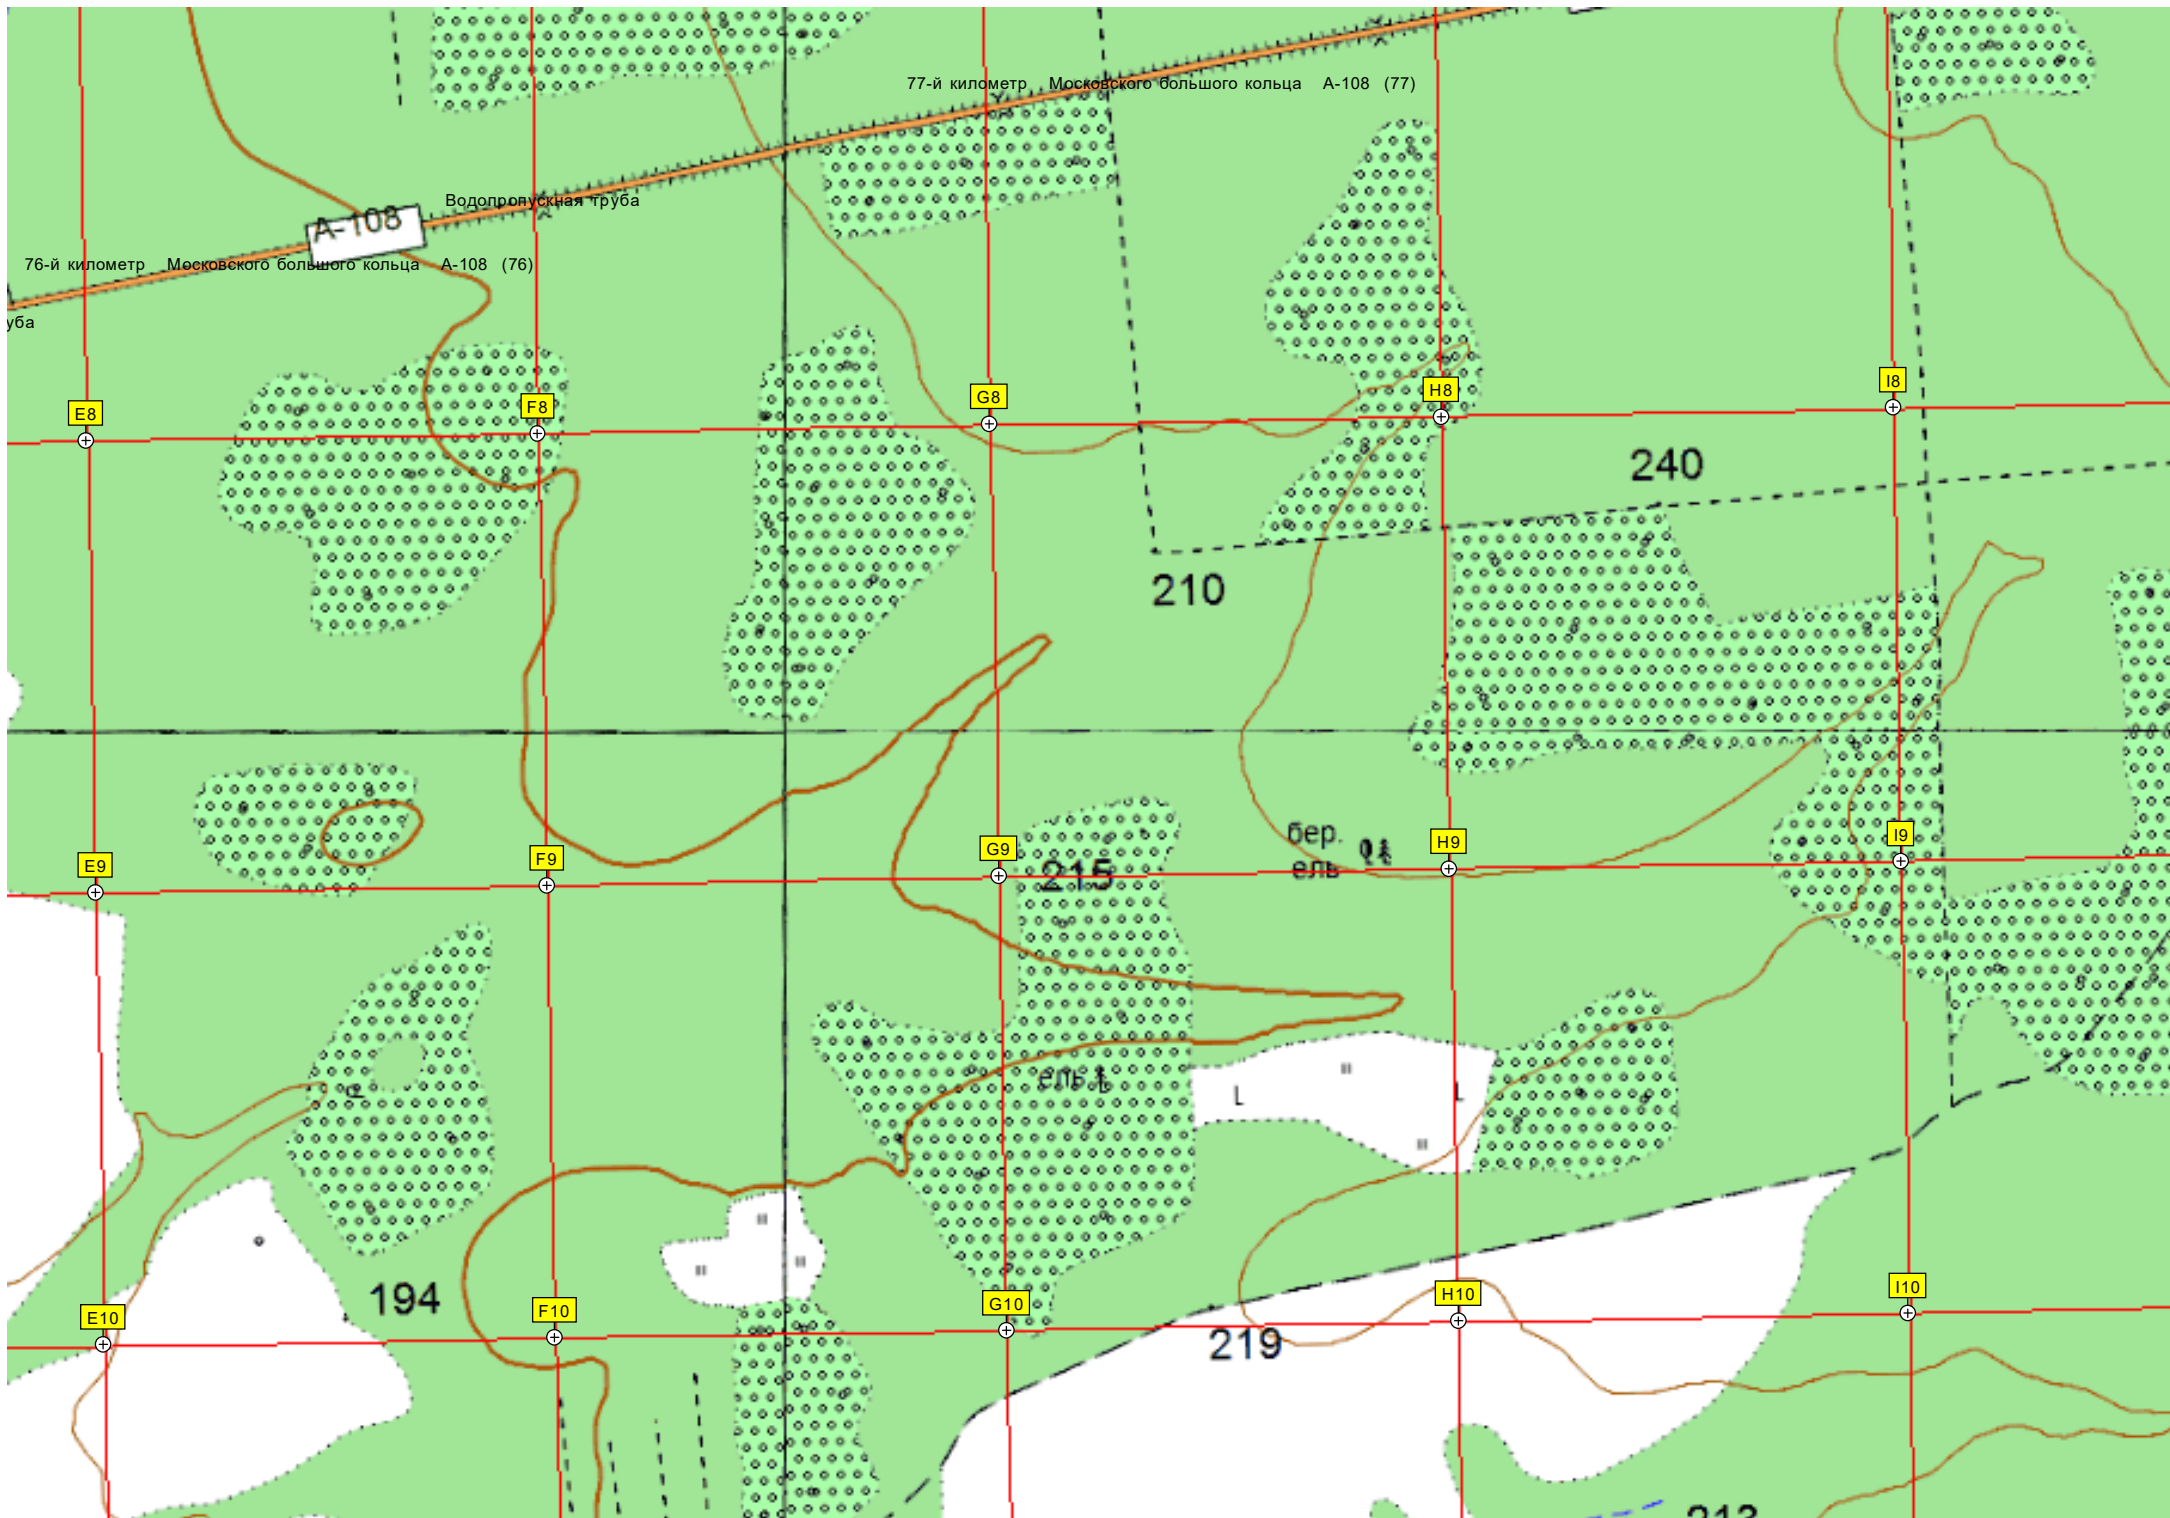 77-й километр Московского большого кольца А-108 (77)
Водопропускная труба
А-108
76-й километр Московского большого кольца А-108 (76)
уба
E8
F8
G8
H8
I8
240
210
бер.
ель
E9
F9
G9
H9
I9
215
ель
194
E10
F10
G10
H10
I10
219
213